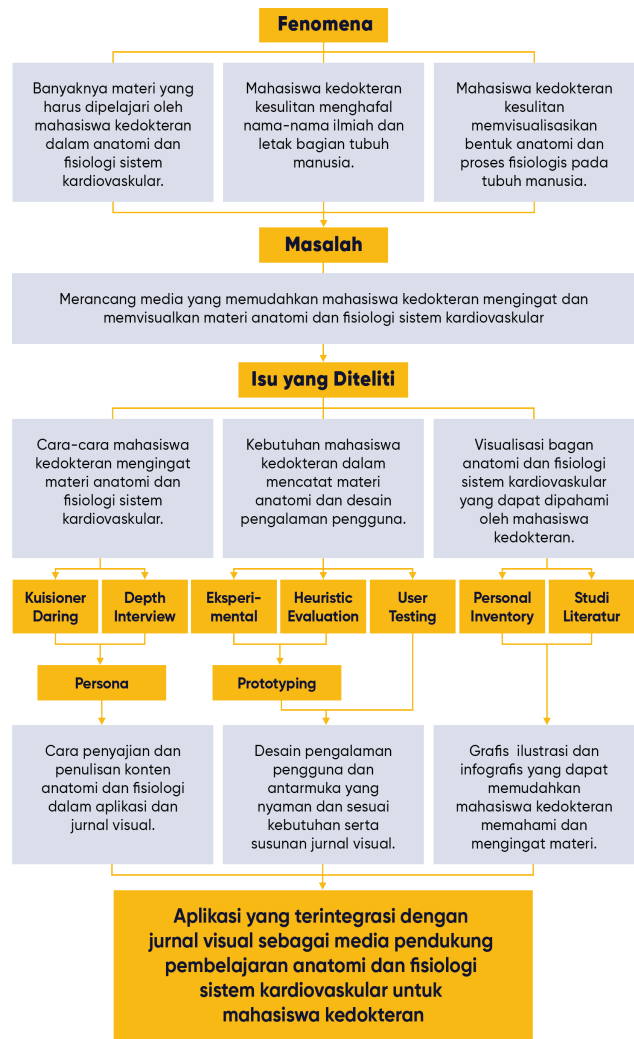 Fenomena
Banyaknya materi yang
harus dipelajari oleh
mahasiswa kedokteran
dalam anatomi dan
fisiologi sistem
kardiovaskular.
Mahasiswa kedokteran
kesulitan menghafal
nama-nama ilmiah dan
letak bagian tubuh
manusia.
Mahasiswa kedokteran
kesulitan
memvisualisasikan
bentuk anatomi dan
proses fisiologis pada
tubuh manusia.
Masalah
Merancang media yang memudahkan mahasiswa kedokteran mengingat dan
memvisualkan materi anatomi dan fisiologi sistem kardiovaskular
Isu yang Diteliti
Cara-cara mahasiswa
kedokteran mengingat
materi anatomi dan
fisiologi sistem
kardiovaskular.
Kebutuhan mahasiswa
kedokteran dalam
mencatat materi
anatomi dan desain
pengalaman pengguna.
Visualisasi bagan
anatomi dan fisiologi
sistem kardiovaskular
yang dapat dipahami
oleh mahasiswa
kedokteran.
Kuisioner
Daring
Depth
Interview
Eksperi-
mental
Heuristic
Evaluation
User
Testing
Personal
Inventory
Studi
Literatur
Persona
Prototyping
Cara penyajian dan
penulisan konten
anatomi dan fisiologi
dalam aplikasi dan
jurnal visual.
Desain pengalaman
pengguna dan
antarmuka yang
nyaman dan sesuai
kebutuhan serta
susunan jurnal visual.
Grafis ilustrasi dan
infografis yang dapat
memudahkan
mahasiswa kedokteran
memahami dan
mengingat materi.
Aplikasi yang terintegrasi dengan
jurnal visual sebagai media pendukung
pembelajaran anatomi dan fisiologi
sistem kardiovaskular untuk
mahasiswa kedokteran